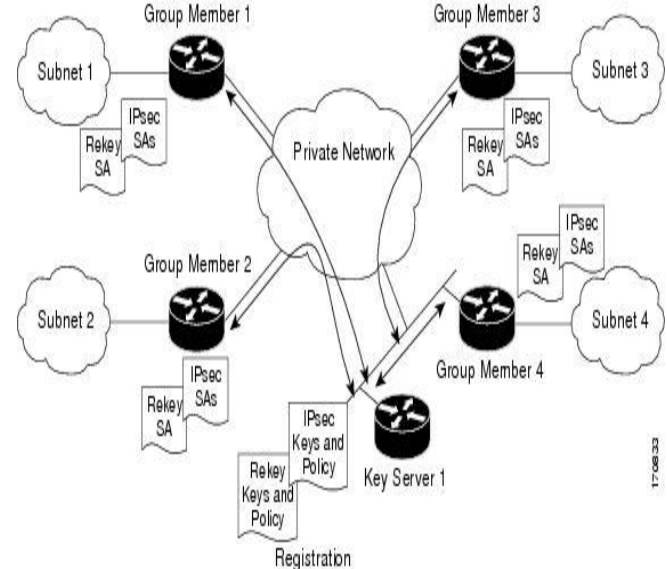 Group Member 1
Group Member 3
Subnet 1
Subnet 3
IPsec
SAs
Rekey
SA
Private Network
IPsec
SAs
Rekey
SA
Group Member 2
IPsec
SAs
Rekey
SA
Subnet 2
Subnet 4
Group Member 4
IPsec
SAs
Rekey
SA
IPsec
Keys and
Policy
Key Server 1
Rekey
Keys and
Policy
170833
Registration